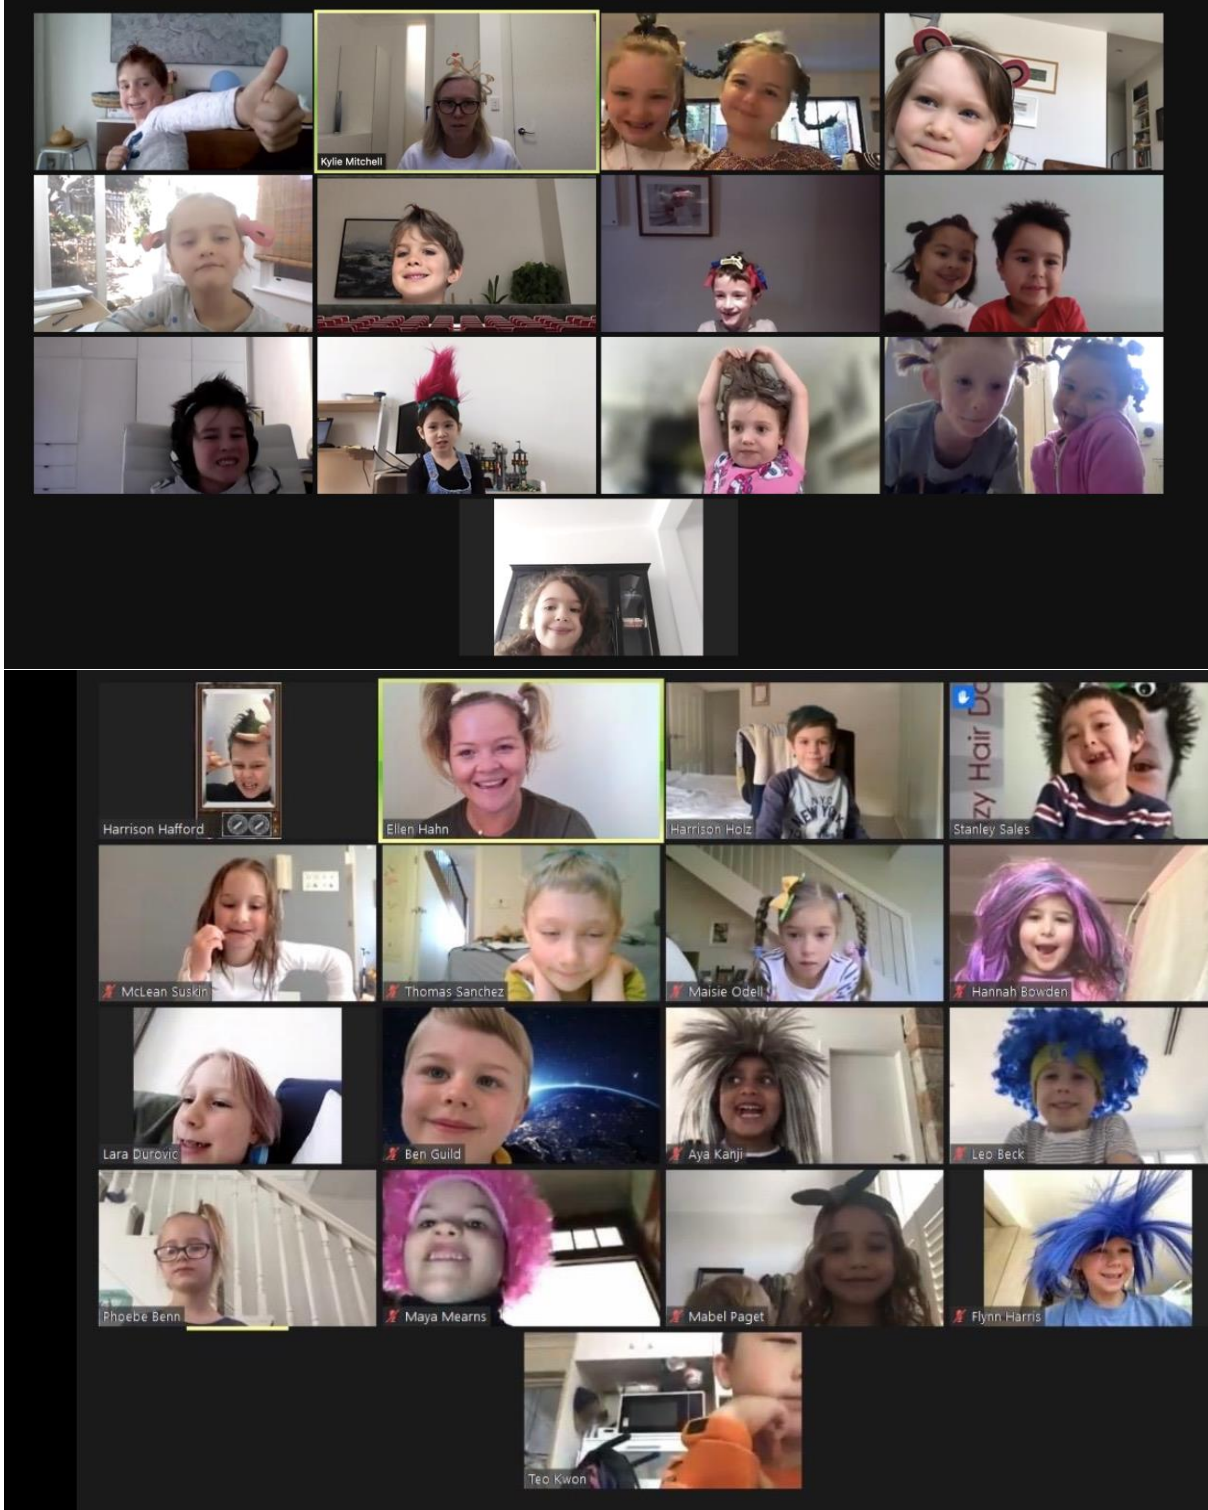 Kylie Mitchell
Harrison Hafford
Ellen Hahn
Harrison Holz
zy Hair Da
Stanley Sales
McLean Suskin
Thomas Sanchez
Maisie Odell
Hannah Bowden
Lara Durovic
Ben Guild
Aya Kanji
Leo Beck
Phoebe Benn
Maya Mearns
Mabel Paget
Flynn Harris
Teo Kwon